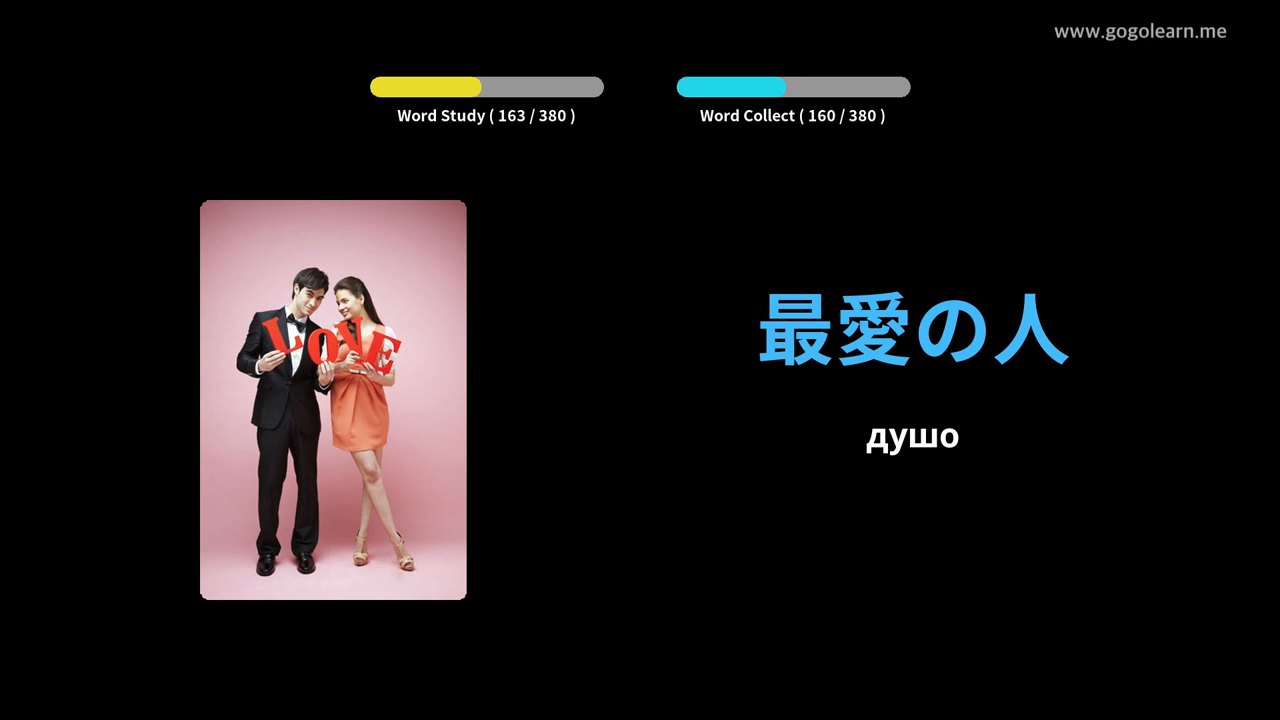 www.gogolearn.me
Word Study ( 163 / 380 )
Word Collect ( 160 / 380 )
LOVE
最愛の人
душо